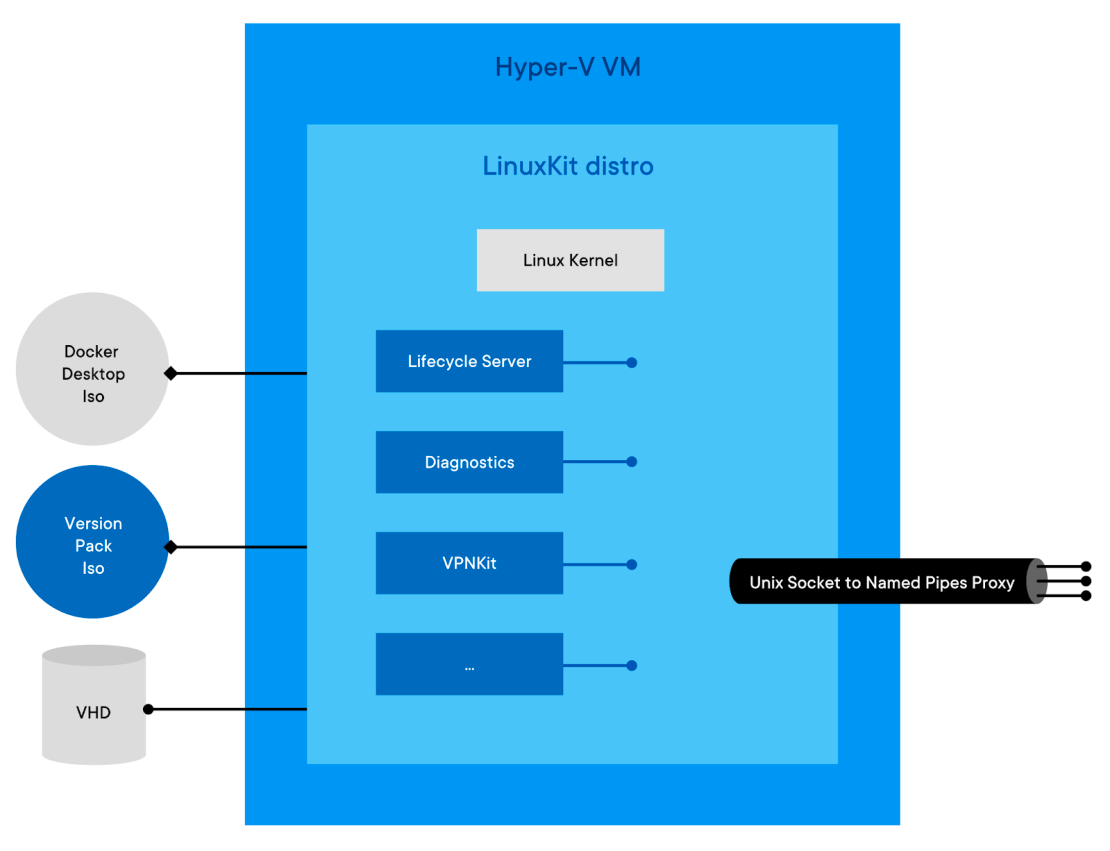 Hyper-V VM
LinuxKit distro
Linux Kernel
Docker
Desktop
Iso
Lifecycle Server
Diagnostics
Version
Pack
Iso
VPNKit
Unix Socket to Named Pipes Proxy
...
VHD